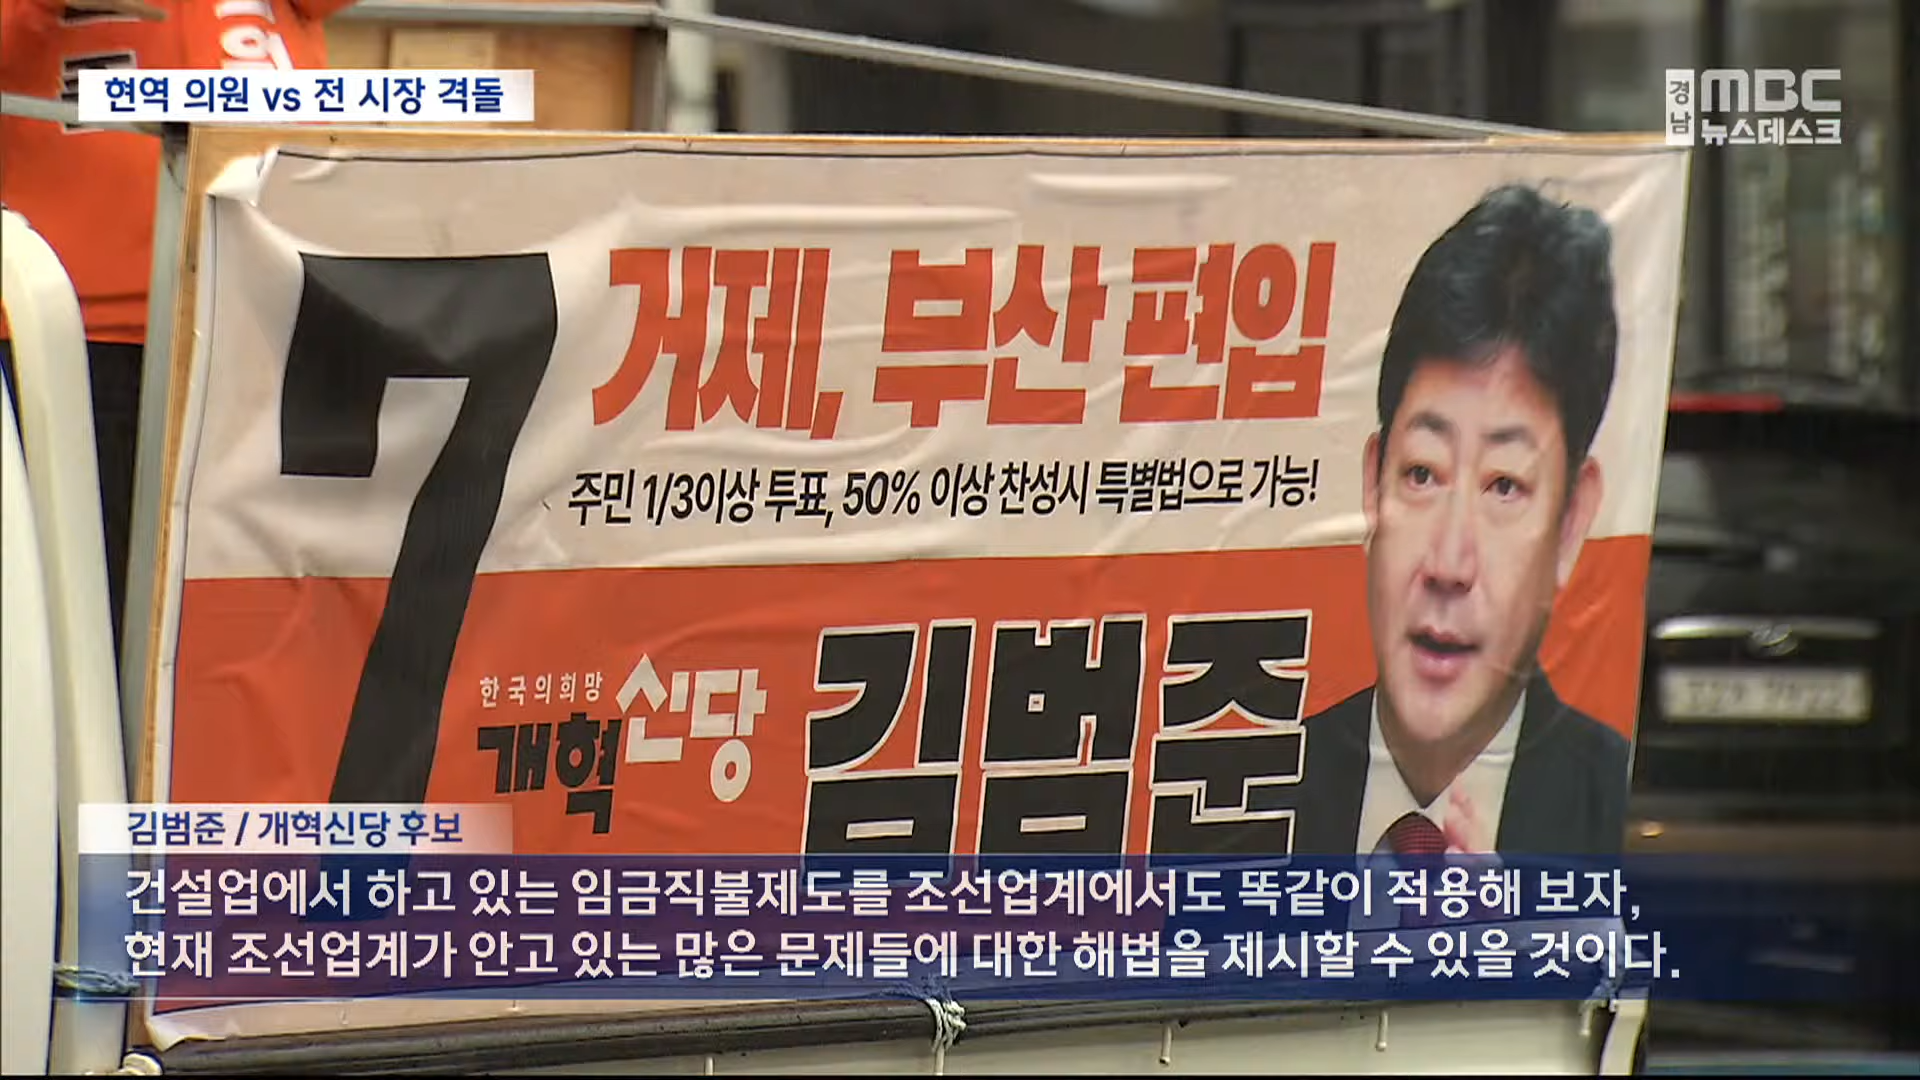 현역 의원 vs 전 시장 격돌
경남
MBC
뉴스데스크
7
거제, 부산 편입
주민 1/3이상 투표, 50% 이상 찬성시 특별법으로 가능!
한국의희망
개혁신당
김범준
김범준 / 개혁신당 후보
건설업에서 하고 있는 임금직불제도를 조선업계에서도 똑같이 적용해 보자,
현재 조선업계가 안고 있는 많은 문제들에 대한 해법을 제시할 수 있을 것이다.